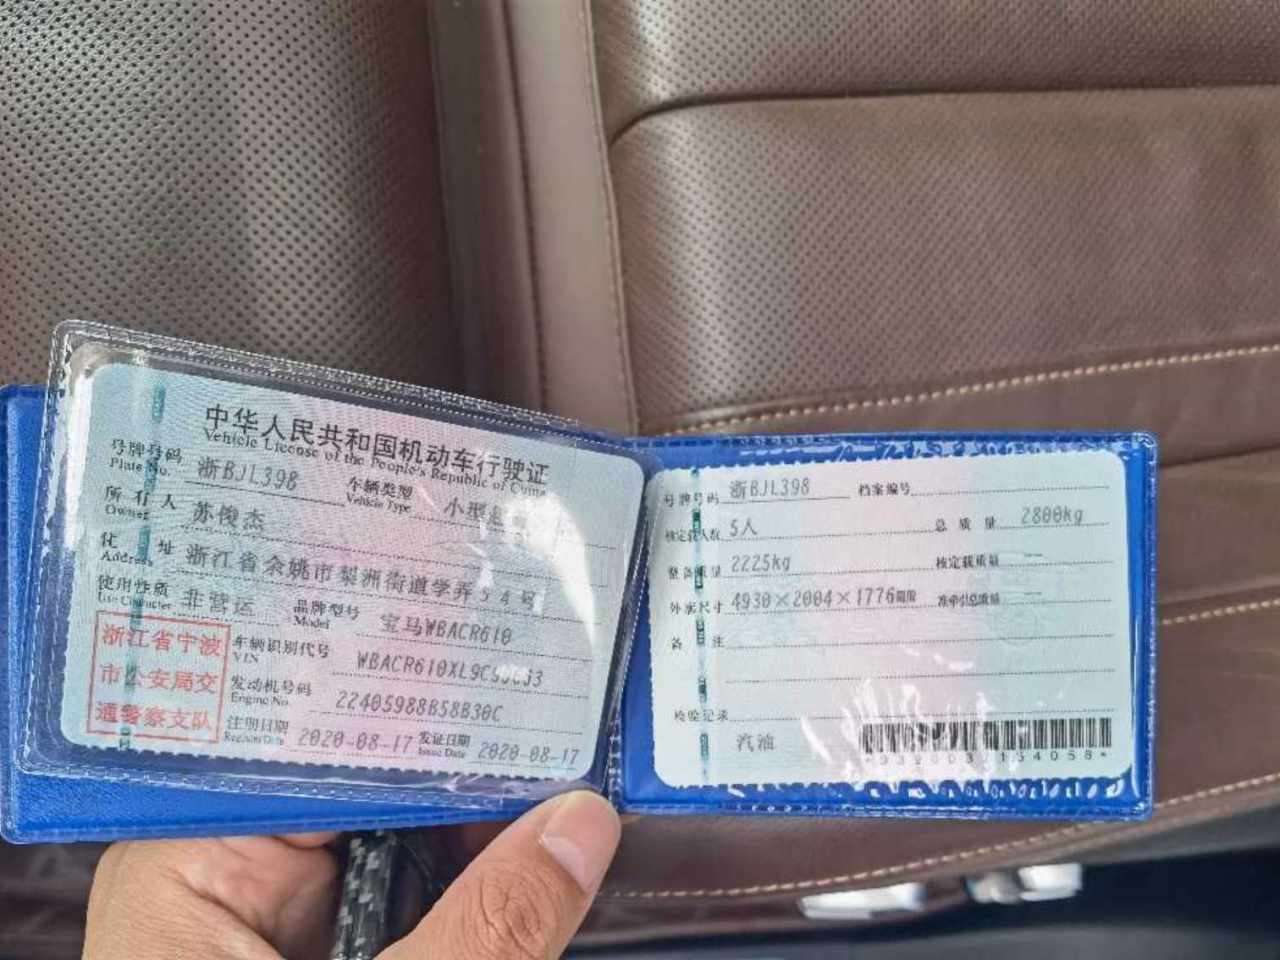 中华人民共和国机动车行驶证
Vehicle License of the People's Republic of China
号牌号码 浙BJL398 车辆类型 小型
Plate No. Vehicle Type
所有人 苏俊杰
Owner
住址 浙江省余姚市梨洲街道学弄54号
Address
使用性质 非营运 品牌型号 宝马WBACR610
Use Character Model
浙江省宁波
市公安局交
通警察支队
车辆识别代号
VIN
发动机号码 22405988B58B30C
Engine No.
注册日期 2020-08-17 发证日期 2020-08-17
Register Date Issue Date
号牌号码 浙BJL398 档案编号
核定载人数 5人 总质量 2800kg
整备质量 2225kg 核定载质量 --
外廓尺寸 4930×2004×1776mm 准牵引总质量 --
备注
检验记录
汽油